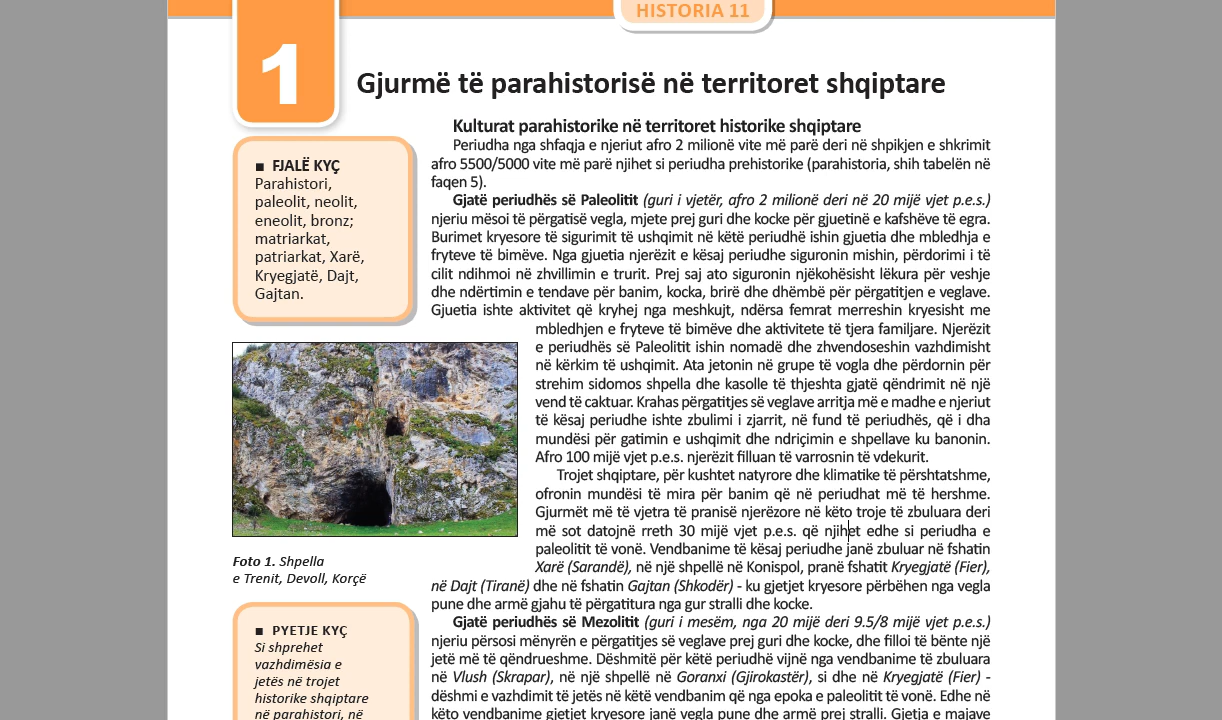 HISTORIA 11
1
Gjurmë të parahistorisë në territoret shqiptare
■ FJALË KYÇ
Parahistori,
paleolit, neolit,
eneolit, bronz;
matriarkat,
patriarkat, Xarë,
Kryegjatë, Dajt,
Gajtan.
Foto 1. Shpella
e Trenit, Devoll, Korçë
■ PYETJE KYÇ
Si shprehet
vazhdimësia e
jetës në trojet
historike shqiptare
në parahistori, në
Kulturat parahistorike në territoret historike shqiptare
Periudha nga shfaqja e njeriut afro 2 milionë vite më parë deri në shpikjen e shkrimit
afro 5500/5000 vite më parë njihet si periudha prehistorike (parahistoria, shih tabelën në
faqen 5).
Gjatë periudhës së Paleolitit (guri i vjetër, afro 2 milionë deri në 20 mijë vjet p.e.s.)
njeriu mësoi të përgatisë vegla, mjete prej guri dhe kocke për gjuetinë e kafshëve të egra.
Burimet kryesore të sigurimit të ushqimit në këtë periudhë ishin gjuetia dhe mbledhja e
fryteve të bimëve. Nga gjuetia njerëzit e kësaj periudhe siguronin mishin, përdorimi i të
cilit ndihmoi në zhvillimin e trurit. Prej saj ato siguronin njëkohësisht lëkura për veshje
dhe ndërtimin e tendave për banim, kocka, brirë dhe dhëmbë për përgatitjen e veglave.
Gjuetia ishte aktivitet që kryhej nga meshkujt, ndërsa femrat merreshin kryesisht me
mbledhjen e fryteve të bimëve dhe aktivitete të tjera familjare. Njerëzit
e periudhës së Paleolitit ishin nomadë dhe zhvendoseshin vazhdimisht
në kërkim të ushqimit. Ata jetonin në grupe të vogla dhe përdornin për
strehim sidomos shpella dhe kasolle të thjeshta gjatë qëndrimit në një
vend të caktuar. Krahas përgatitjes së veglave arritja më e madhe e njeriut
të kësaj periudhe ishte zbulimi i zjarrit, në fund të periudhës, që i dha
mundësi për gatimin e ushqimit dhe ndriçimin e shpellave ku banonin.
Afro 100 mijë vjet p.e.s. njerëzit filluan të varrosnin të vdekurit.
Trojet shqiptare, për kushtet natyrore dhe klimatike të përshtatshme,
ofronin mundësi të mira për banim që në periudhat më të hershme.
Gjurmët më të vjetra të pranisë njerëzore në këto troje të zbuluara deri
më sot datojnë rreth 30 mijë vjet p.e.s. që njihet edhe si periudha e
paleolitit të vonë. Vendbanime të kësaj periudhe janë zbuluar në fshatin
Xarë (Sarandë), në një shpellë në Konispol, pranë fshatit Kryegjatë (Fier),
në Dajt (Tiranë) dhe në fshatin Gajtan (Shkodër) - ku gjetjet kryesore përbëhen nga vegla
pune dhe armë gjahu të përgatitura nga gur stralli dhe kocke.
Gjatë periudhës së Mezolitit (guri i mesëm, nga 20 mijë deri 9.5/8 mijë vjet p.e.s.)
njeriu përsosi mënyrën e përgatitjes së veglave prej guri dhe kocke, dhe filloi të bënte një
jetë më të qëndrueshme. Dëshmitë për këtë periudhë vijnë nga vendbanime të zbuluara
në Vlush (Skrapar), në një shpellë në Goranxi (Gjirokastër), si dhe në Kryegjatë (Fier) -
dëshmi e vazhdimit të jetës në këtë vendbanim që nga epoka e paleolitit të vonë. Edhe në
këto vendbanime gjetjet kryesore janë vegla pune dhe armë prej stralli. Gjetja e majave